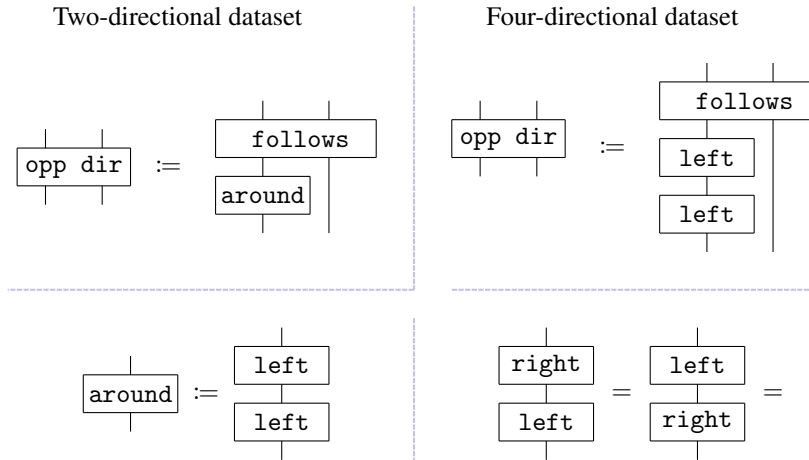 Two-directional dataset
opp dir := follows
around
Four-directional dataset
opp dir := follows
left
left
around := left
left
right = left =
left right